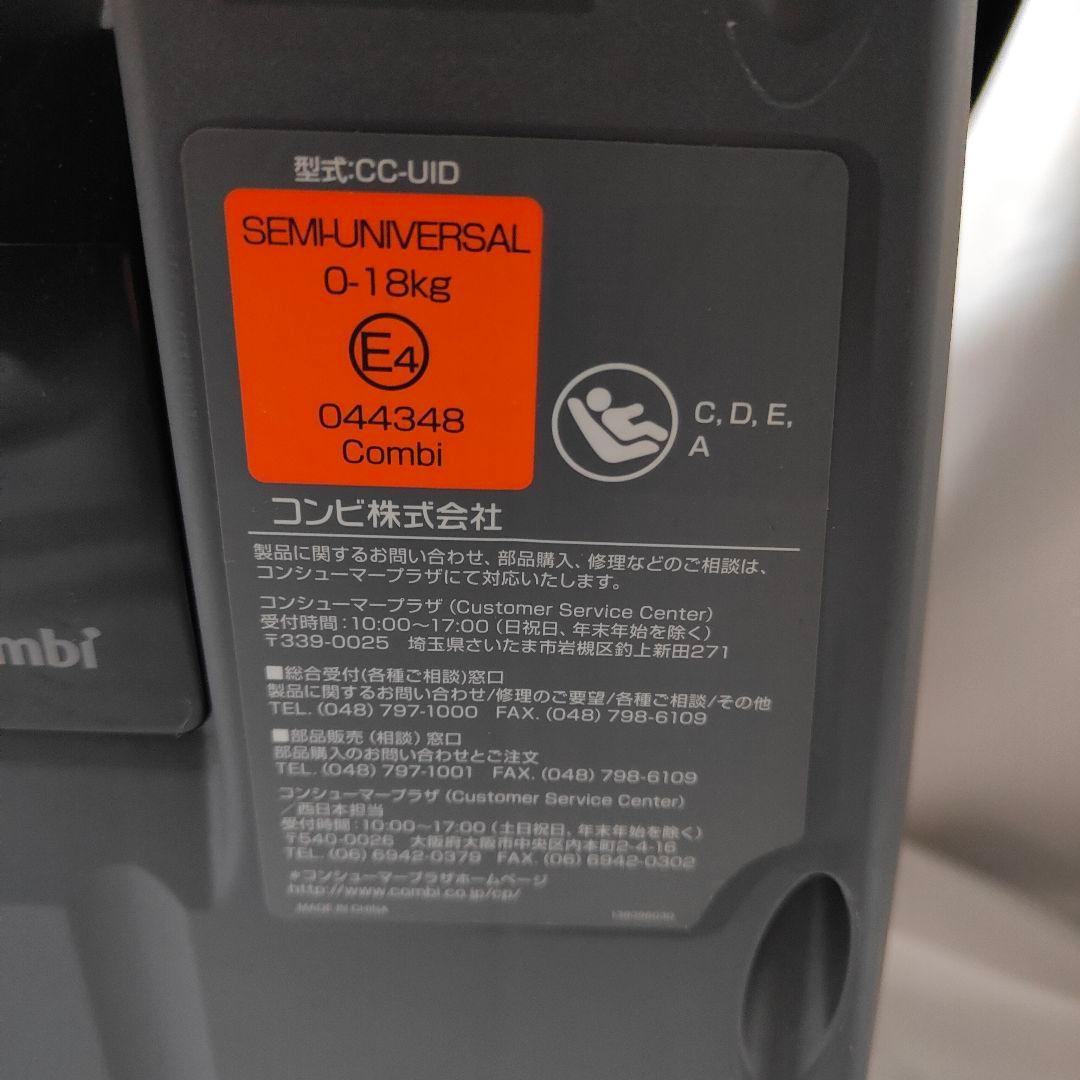 型式:CC-UID
SEMI-UNIVERSAL
0-18kg
E4
044348
Combi
C, D, E,
A
コンビ株式会社
製品に関するお問い合わせ、部品購入、修理などのご相談は、
コンシューマープラザにて対応いたします。
コンシューマープラザ (Customer Service Center)
受付時間:10:00〜17:00 (日祝日、年末年始を除く)
〒339-0025 埼玉県さいたま市岩槻区釣上新田271
■総合受付(各種ご相談)窓口
製品に関するお問い合わせ/修理のご要望/各種ご相談/その他
TEL. (048) 797-1000 FAX. (048) 798-6109
■部品販売 (相談) 窓口
部品購入のお問い合わせとご注文
TEL. (048) 797-1001 FAX. (048) 798-6109
コンシューマープラザ (Customer Service Center)
/西日本担当
受付時間:10:00〜17:00 (土日祝日、年末年始を除く)
〒540-0026 大阪府大阪市中央区内本町2-4-16
TEL. (06) 6942-0379 FAX. (06) 6942-0302
*コンシューマープラザホームページ
http://www.combi.co.jp/cp/
MADE IN CHINA
mbi